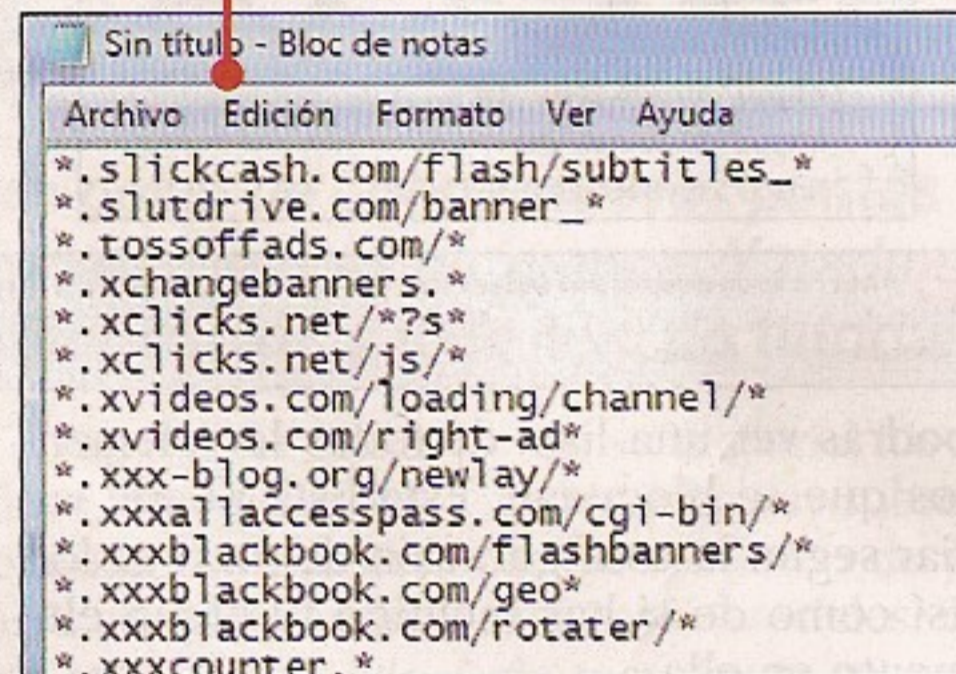 Sin título - Bloc de notas
Archivo Edición Formato Ver Ayuda
*.slickcash.com/flash/subtitles_*
*.slutdrive.com/banner_*
*.tossoffads.com/*
*.xchangebanners.*
*.xclicks.net/*?s*
*.xclicks.net/js/*
*.xvideos.com/loading/channel/*
*.xvideos.com/right-ad*
*.xxx-blog.org/newlay/*
*.xxxallaccesspass.com/cgi-bin/*
*.xxxblackbook.com/flashbanners/*
*.xxxblackbook.com/geo*
*.xxxblackbook.com/rotater/*
*.xxxcounter.*